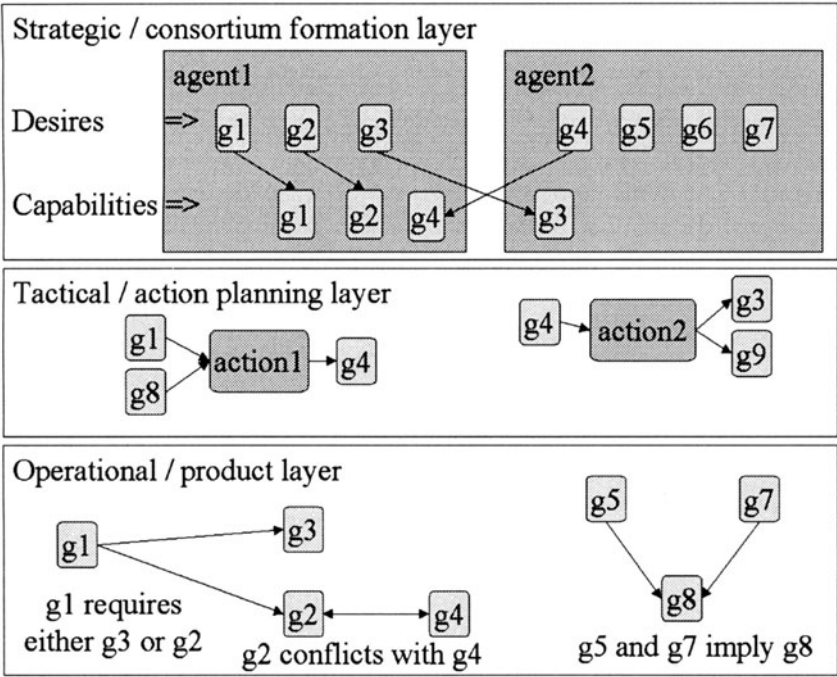 Strategic / consortium formation layer
agent1
agent2
Desires =>
g1 g2 g3
g4 g5 g6 g7
Capabilities =>
g1 g2 g4
g3
Tactical / action planning layer
g1
g8
action1
g4
g4
action2
g3
g9
Operational / product layer
g1
g3
g2
g4
g1 requires
either g3 or g2
g2 conflicts with g4
g5
g7
g8
g5 and g7 imply g8